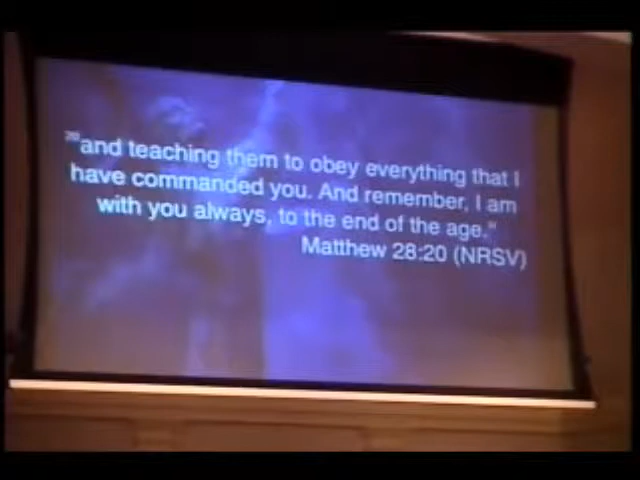 20and teaching them to obey everything that I
have commanded you. And remember, I am
with you always, to the end of the age."
Matthew 28:20 (NRSV)